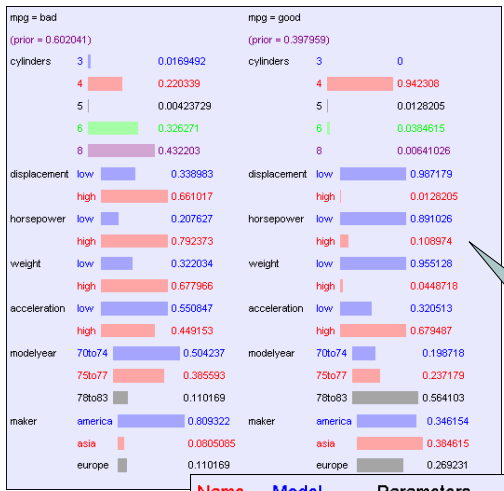 mpg = bad mpg = good
(prior = 0.602041) (prior = 0.397959)
cylinders 3 0.0169492 cylinders 3 0
4 0.220339 4 0.942308
5 0.00423729 5 0.0128205
6 0.326271 6 0.0384615
8 0.432203 8 0.00641026
displacement low 0.338983 displacement low 0.987179
high 0.661017 high 0.0128205
horsepower low 0.207627 horsepower low 0.891026
high 0.792373 high 0.108974
weight low 0.322034 weight low 0.955128
high 0.677966 high 0.0448718
acceleration low 0.550847 acceleration low 0.320513
high 0.449153 high 0.679487
modelyear 70to74 0.504237 modelyear 70to74 0.198718
75to77 0.385593 75to77 0.237179
78to83 0.110169 78to83 0.564103
maker america 0.809322 maker america 0.346154
asia 0.0805085 asia 0.384615
europe 0.110169 europe 0.269231
Name Model Parameters